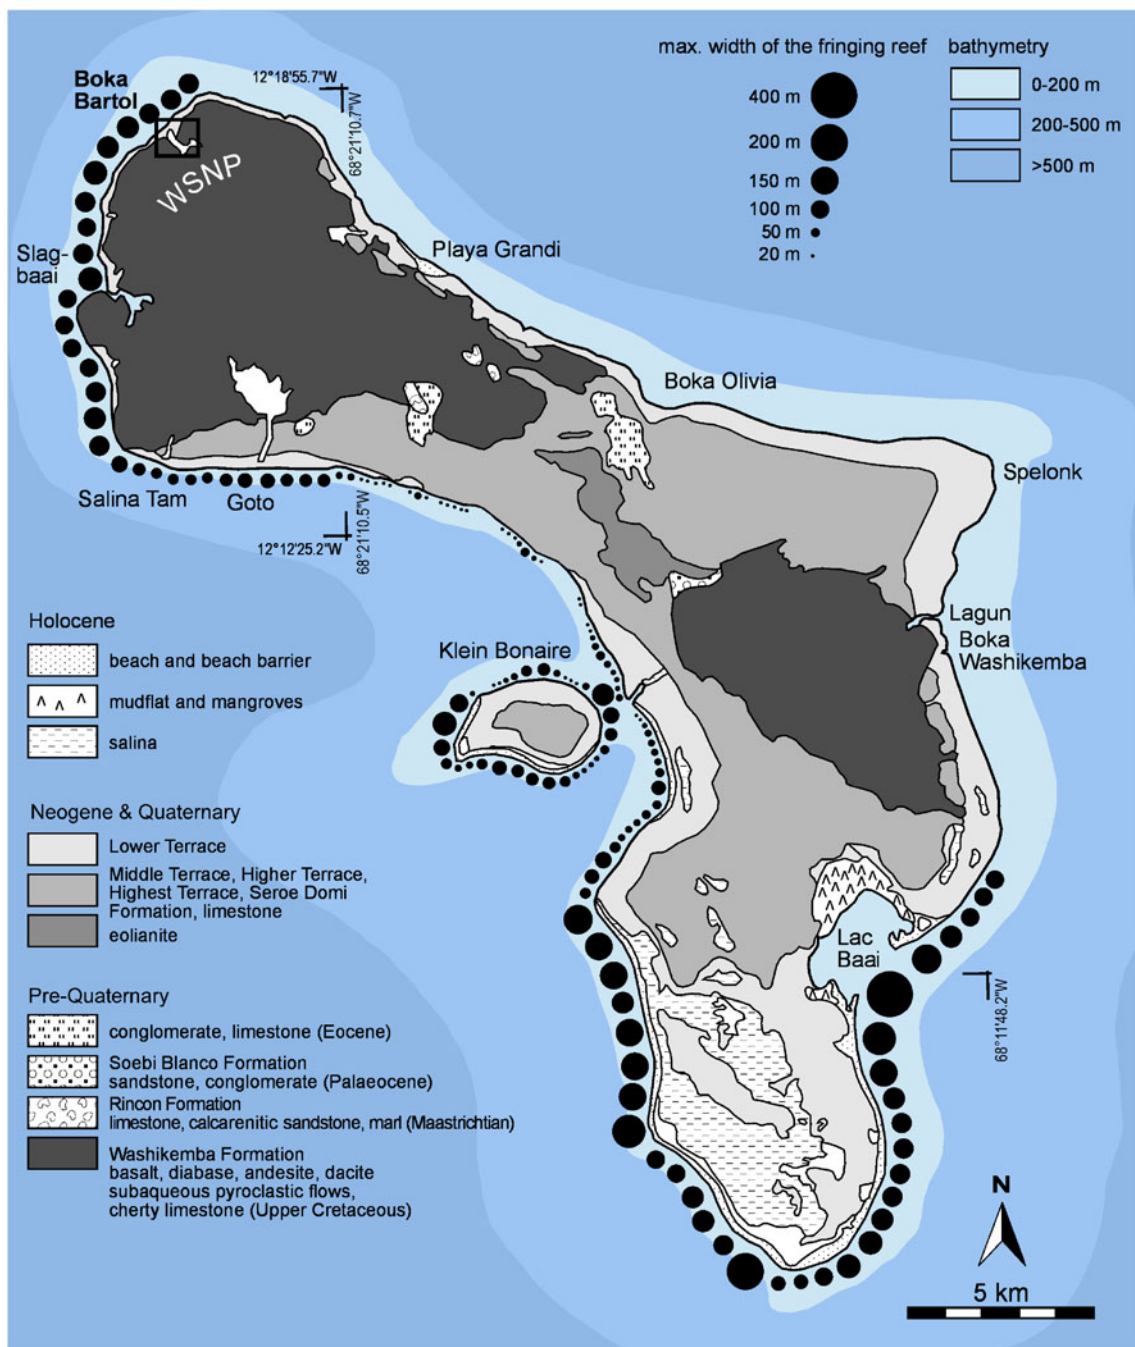 max. width of the fringing reef
400 m
200 m
150 m
100 m
50 m
20 m
bathymetry
0-200 m
200-500 m
>500 m
Boka
Bartol
12°18'55.7"W
68°21'10.7"W
WSNP
Slag-
baai
Playa Grandi
Boka Olivia
Spelonk
Salina Tam
Goto
12°12'25.2"W
68°21'10.5"W
Lagun
Boka
Washikemba
Klein Bonaire
Lac
Baai
68°11'48.2"W
Holocene
beach and beach barrier
mudflat and mangroves
salina
Neogene & Quaternary
Lower Terrace
Middle Terrace, Higher Terrace,
Highest Terrace, Seroe Domi
Formation, limestone
eolianite
Pre-Quaternary
conglomerate, limestone (Eocene)
Soebi Blanco Formation
sandstone, conglomerate (Palaeocene)
Rincon Formation
limestone, calcarenitic sandstone, marl (Maastrichtian)
Washikemba Formation
basalt, diabase, andesite, dacite
subaqueous pyroclastic flows,
cherty limestone (Upper Cretaceous)
N
5 km